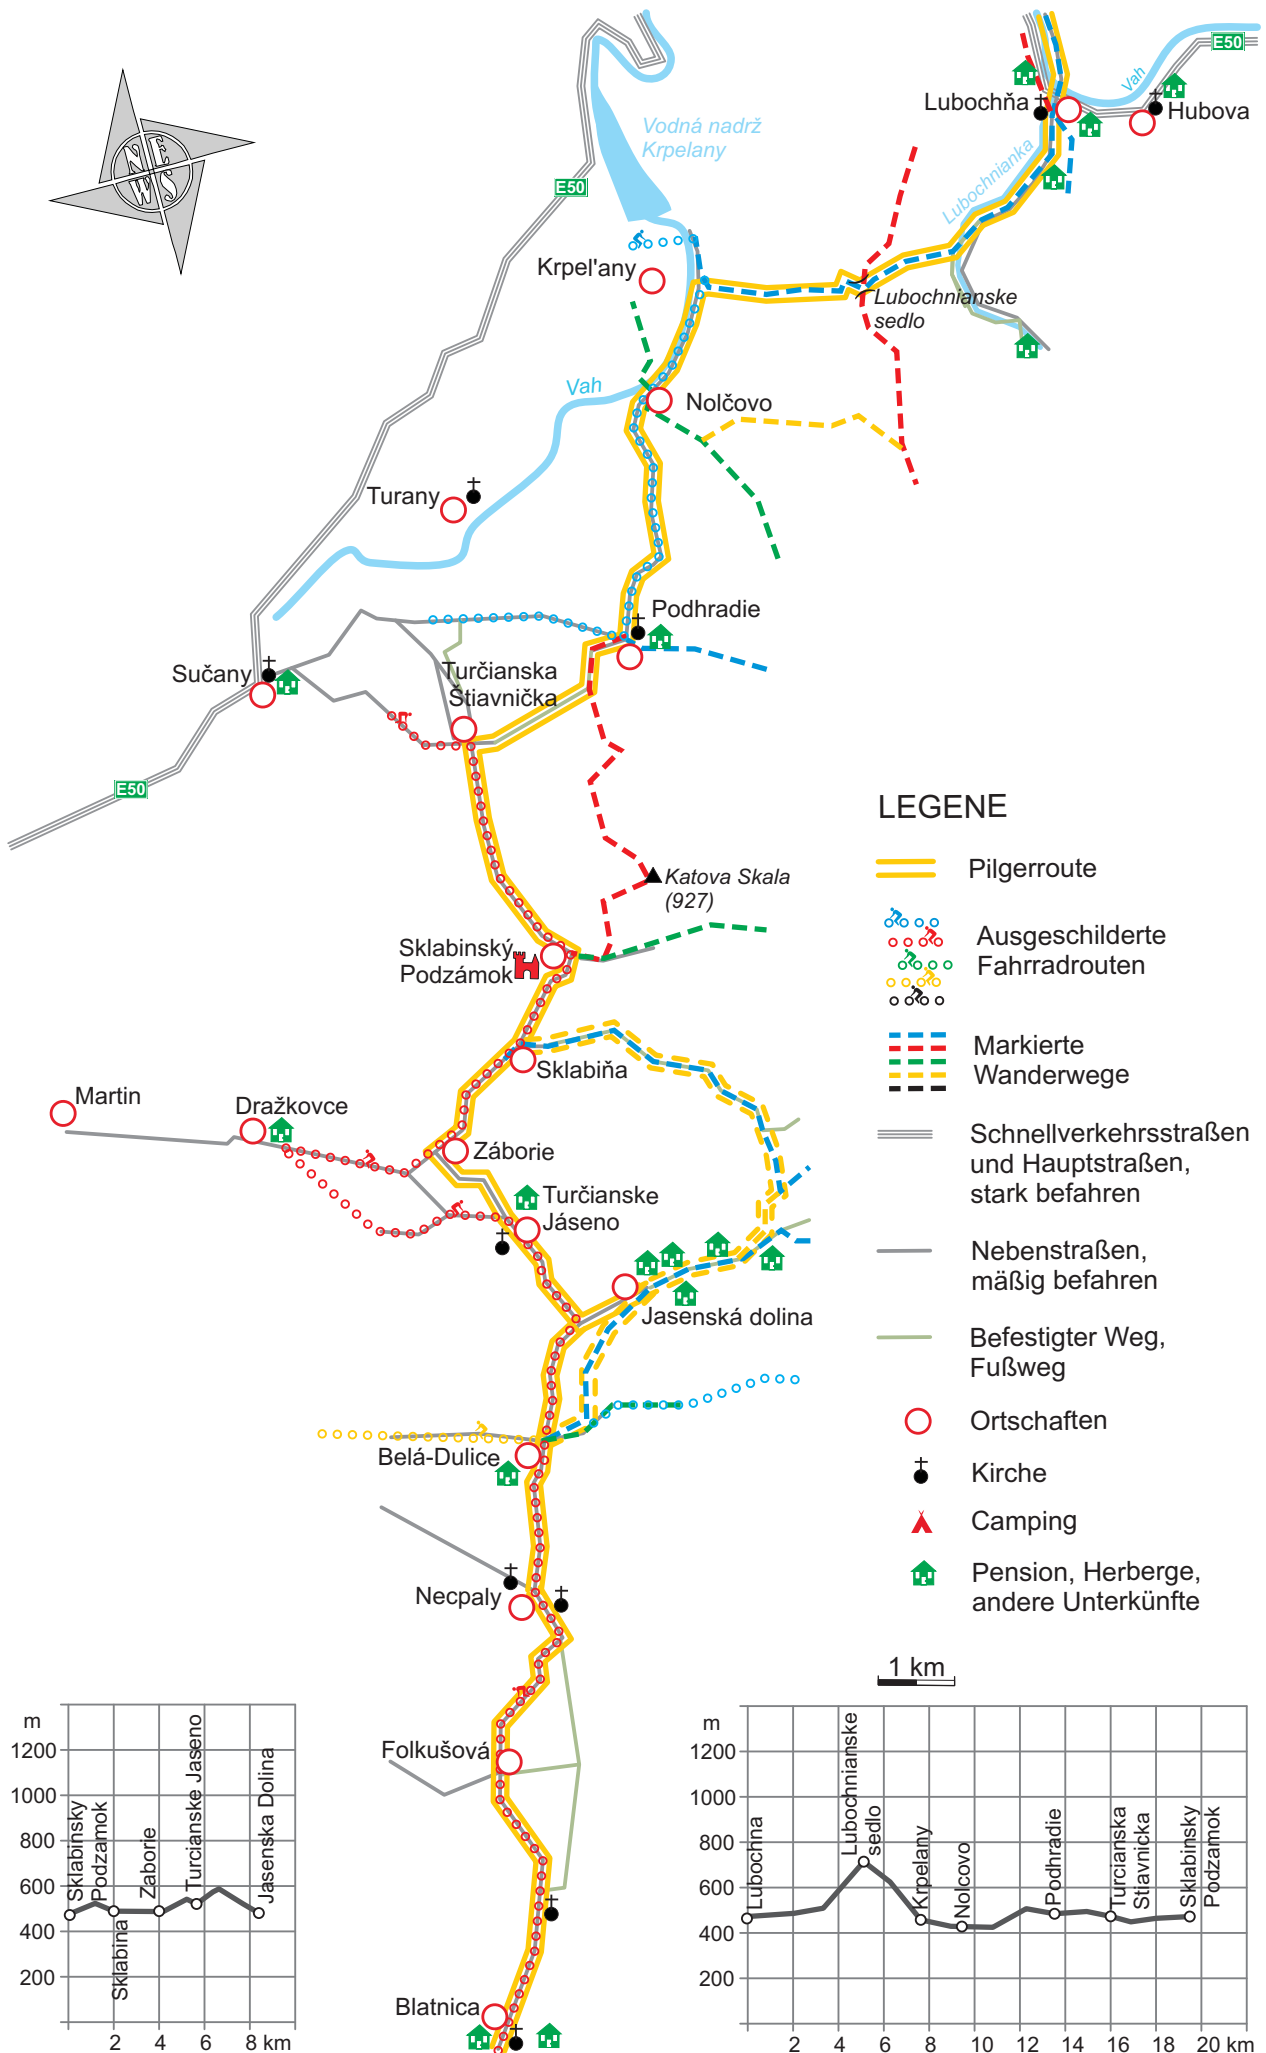 E50
Vah
Lubochňa
Hubova
Vodná nadrž
Krpelany
Lubochnianka
E50
N
E
S
W
Krpel'any
Lubochnianske
sedlo
Vah
Nolčovo
Turany
Podhradie
Sučany
Turčianska
Štiavnička
E50
Katova Skala
(927)
Sklabinský
Podzámok
Sklabiňa
Martin
Dražkovce
Záborie
Turčianske
Jáseno
Jasenská dolina
Belá-Dulice
Necpaly
Folkušová
Blatnica
LEGENE
Pilgerroute
Ausgeschilderte
Fahrradrouten
Markierte
Wanderwege
Schnellverkehrsstraßen
und Hauptstraßen,
stark befahren
Nebenstraßen,
mäßig befahren
Befestigter Weg,
Fußweg
Ortschaften
Kirche
Camping
Pension, Herberge,
andere Unterkünfte
1 km
m
1200
1000
800
600
400
200
2 4 6 8 km
Sklabinsky
Podzamok
Sklabina
Zaborie
Turcianske Jaseno
Jasenska Dolina
m
1200
1000
800
600
400
200
2 4 6 8 10 12 14 16 18 20 km
Lubochna
Lubochnianske
sedlo
Krpelany
Nolcovo
Podhradie
Turcianska
Stiavnicka
Sklabinsky
Podzamok